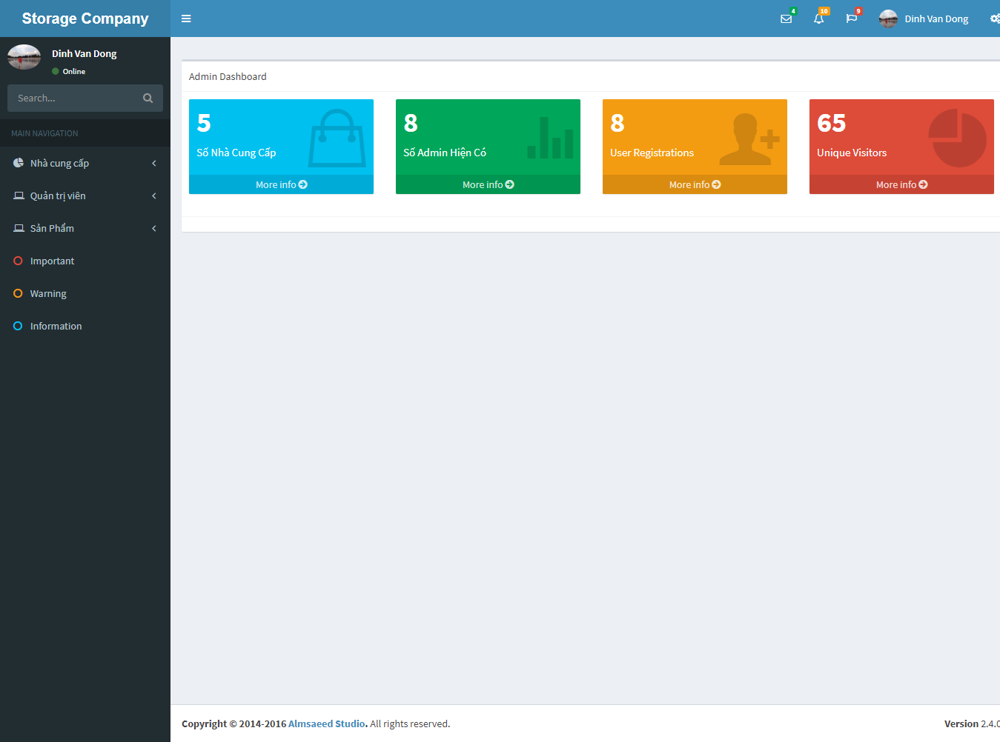 Storage Company
4
10
9
Dinh Van Dong
Dinh Van Dong
Online
Search...
MAIN NAVIGATION
Nhà cung cấp
Quản trị viên
Sản Phẩm
Important
Warning
Information
Admin Dashboard
5
Số Nhà Cung Cấp
More info
8
Số Admin Hiện Có
More info
8
User Registrations
More info
65
Unique Visitors
More info
Copyright © 2014-2016 Almsaeed Studio. All rights reserved.
Version 2.4.0